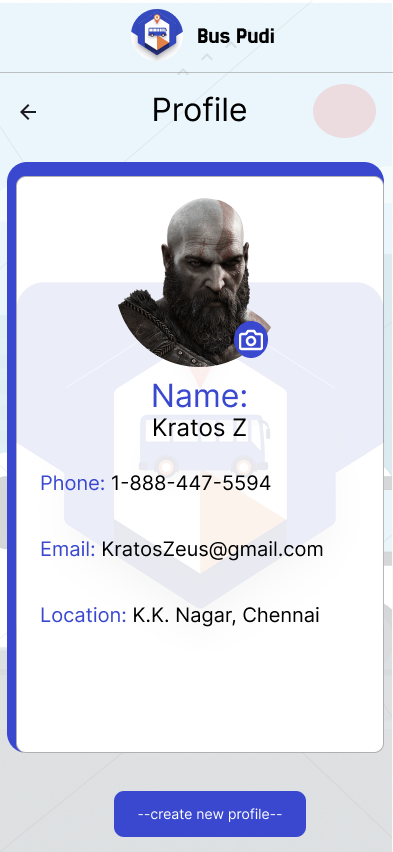 Bus Pudi
Profile
Name:
Kratos Z
Phone: 1-888-447-5594
Email: KratosZeus@gmail.com
Location: K.K. Nagar, Chennai
--create new profile--